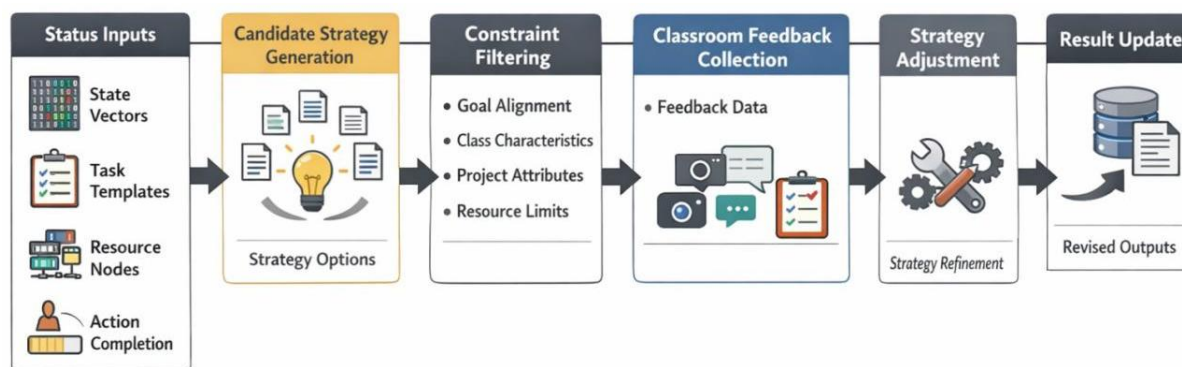 Status Inputs
State
Vectors
Task
Templates
Resource
Nodes
Action
Completion
Candidate Strategy
Generation
Strategy Options
Constraint
Filtering
• Goal Alignment
• Class Characteristics
• Project Attributes
• Resource Limits
Classroom Feedback
Collection
• Feedback Data
Strategy
Adjustment
Strategy Refinement
Result Update
Revised Outputs